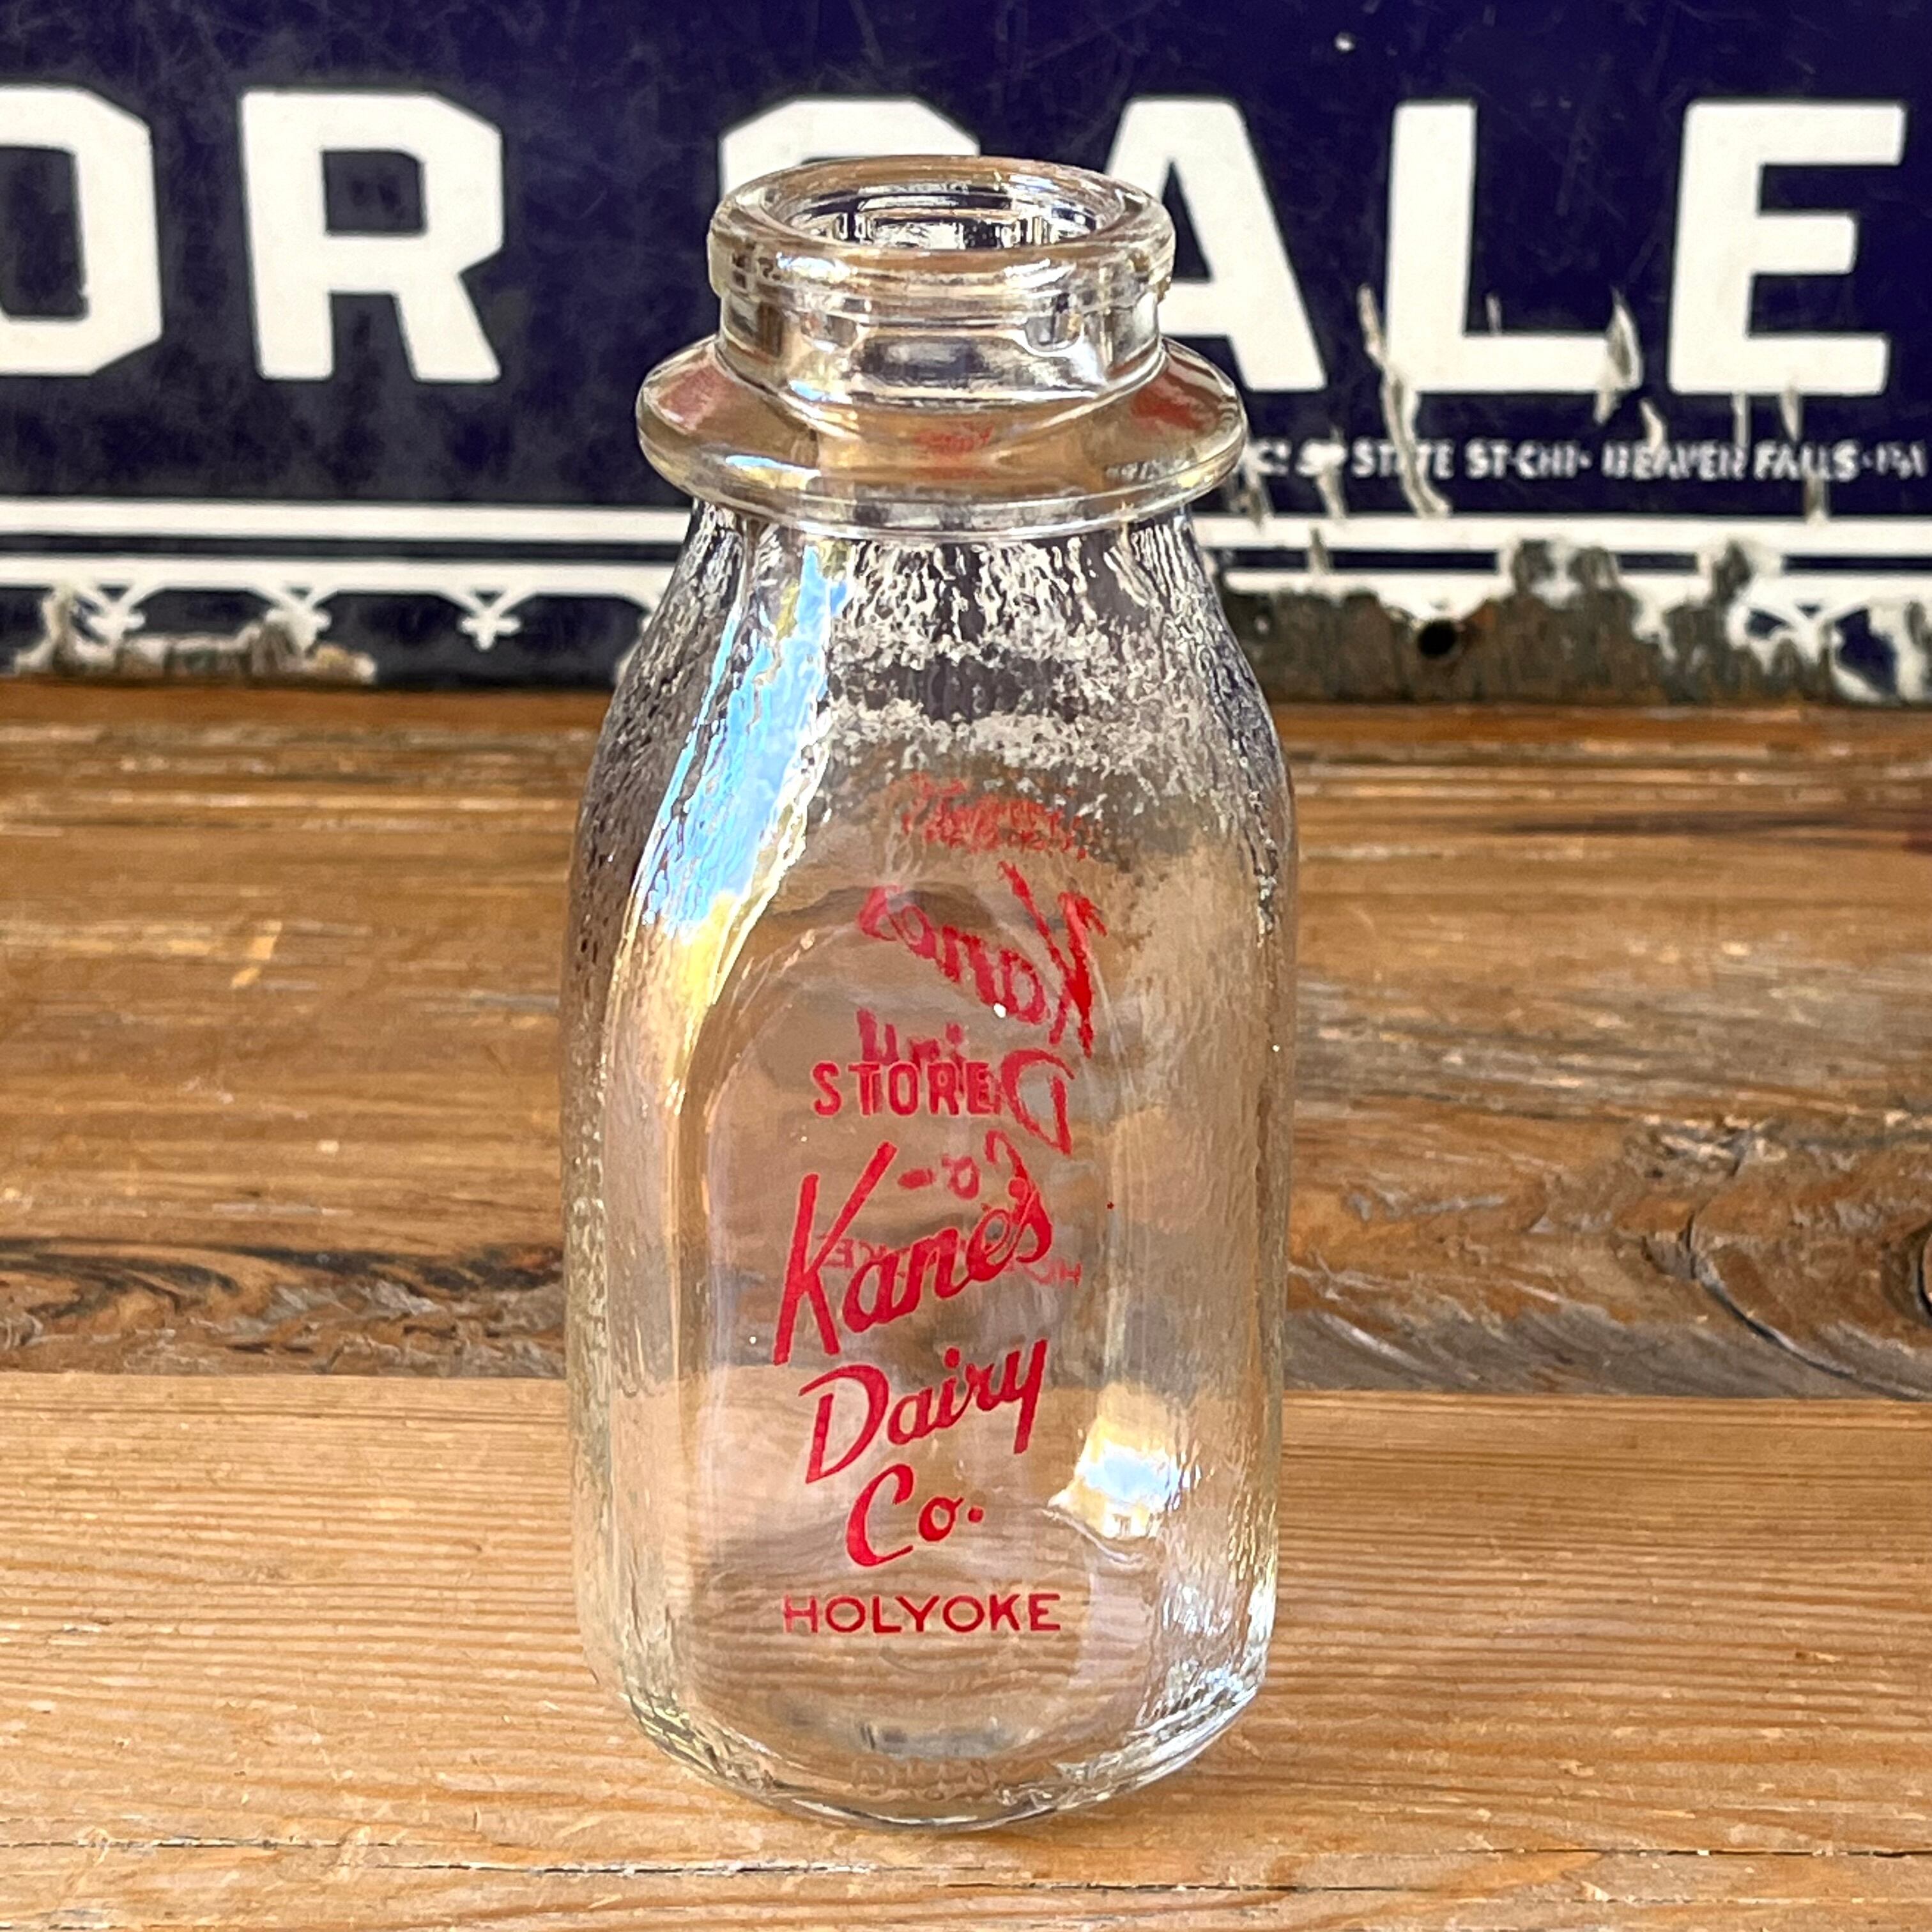 OR SALE
STATE ST·CHI· BEAVER FALLS·PA
STORE
Kane's
Dairy
Co.
HOLYOKE